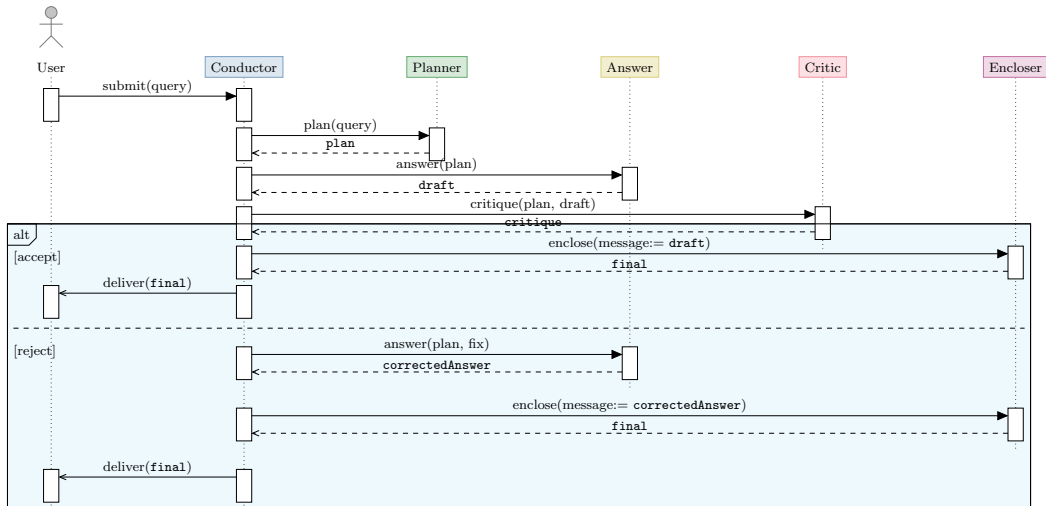 User
Conductor
Planner
Answer
Critic
Encloser
submit(query)
plan(query)
plan
answer(plan)
draft
critique(plan, draft)
critique
alt
[accept]
enclose(message:= draft)
final
deliver(final)
[reject]
answer(plan, fix)
correctedAnswer
enclose(message:= correctedAnswer)
final
deliver(final)